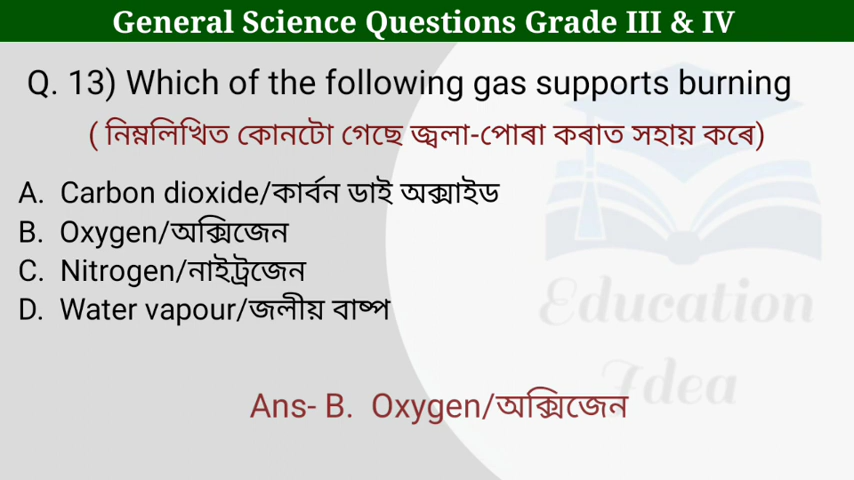 General Science Questions Grade III & IV
Q. 13) Which of the following gas supports burning
( নিম্নলিখিত কোনটো গেছে জ্বলা-পোৰা কৰাত সহায় কৰে)
A. Carbon dioxide/কার্বন ডাই অক্সাইড
B. Oxygen/অক্সিজেন
C. Nitrogen/নাইট্রজেন
D. Water vapour/জলীয় বাষ্প
Education
Idea
Ans- B. Oxygen/অক্সিজেন